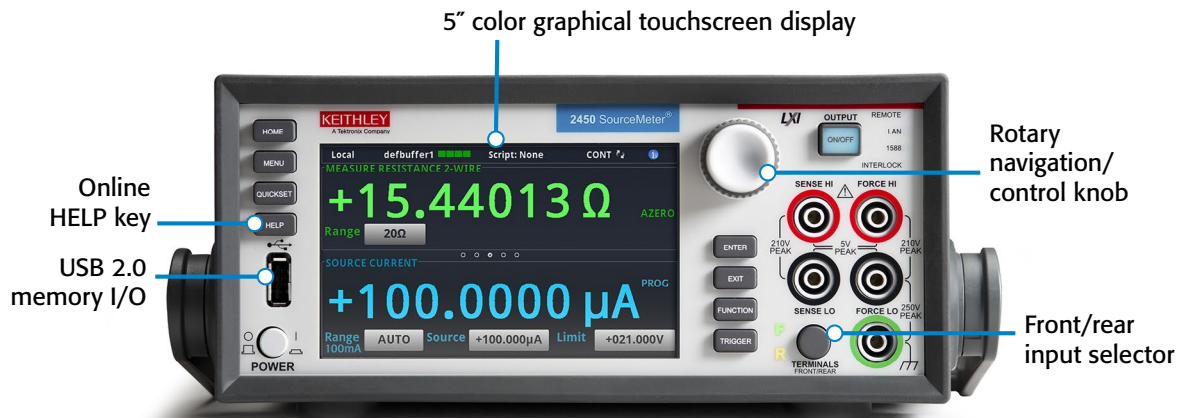 5″ color graphical touchscreen display
Online
HELP key
USB 2.0
memory I/O
Rotary
navigation/
control knob
Front/rear
input selector
HOME
MENU
QUICKSET
HELP
POWER
KEITHLEY
A Tektronix Company
2450 SourceMeter®
Local defbuffer1 Script: None CONT
MEASURE RESISTANCE 2-WIRE
+15.44013 Ω
AZERO
Range 20Ω
SOURCE CURRENT
+100.0000 µA
PROG
Range AUTO Source +100.000µA Limit +021.000V
100mA
ENTER
EXIT
FUNCTION
TRIGGER
LXI
OUTPUT
ON/OFF
REMOTE
LAN
1588
INTERLOCK
SENSE HI
FORCE HI
210V
PEAK
5V
PEAK
210V
PEAK
SENSE LO
FORCE LO
250V
PEAK
F
R
TERMINALS
FRONT/REAR